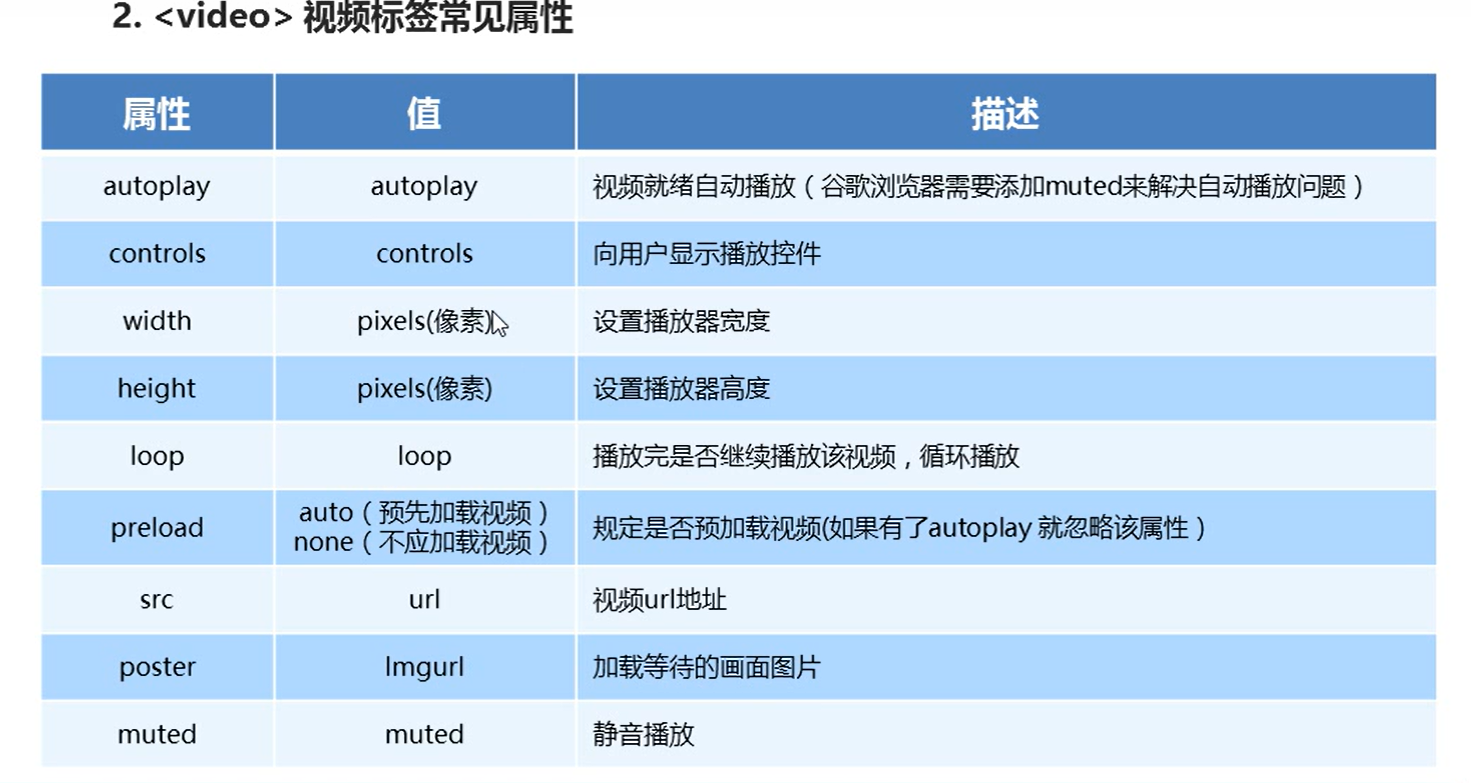 2. <video> 视频标签常见属性
属性 值 描述
autoplay autoplay 视频就绪自动播放（谷歌浏览器需要添加muted来解决自动播放问题）
controls controls 向用户显示播放控件
width pixels(像素) 设置播放器宽度
height pixels(像素) 设置播放器高度
loop loop 播放完是否继续播放该视频，循环播放
preload auto（预先加载视频）
none（不应加载视频） 规定是否预加载视频(如果有了autoplay 就忽略该属性）
src url 视频url地址
poster Imgurl 加载等待的画面图片
muted muted 静音播放